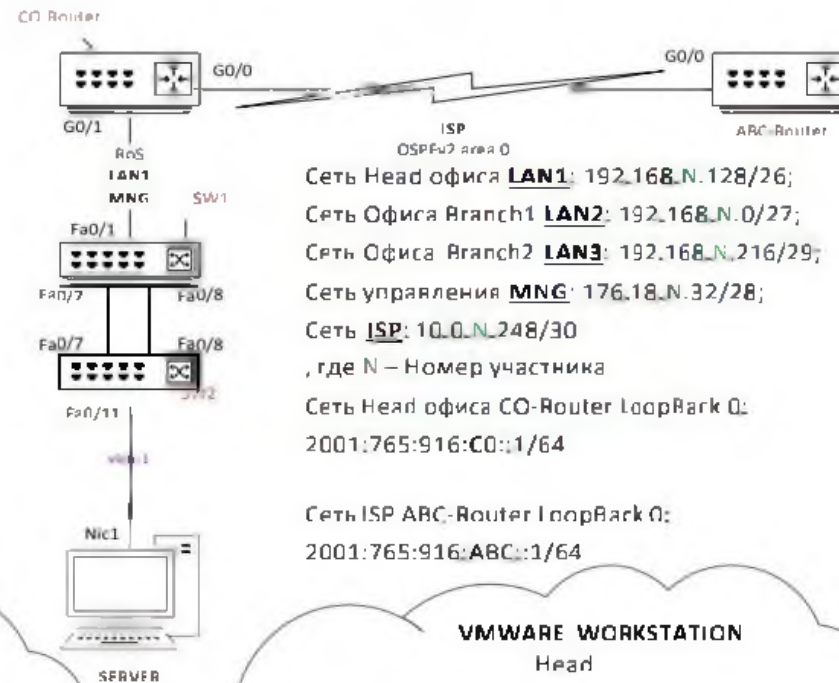 CO Router
G0/0
G0/0
G0/1
ISP
ABC-Router
OSPFv2 area 0
RoS
LAN1
MNG
SW1
Fa0/1
Сеть Head офиса LAN1: 192.168.N.128/26;
Сеть Офиса Branch1 LAN2: 192.168.N.0/27;
Сеть Офиса Branch2 LAN3: 192.168.N.216/29;
Fa0/7
Fa0/8
Сеть управления MNG: 176.18.N.32/28;
Fa0/7
Fa0/8
Сеть ISP: 10.0.N.248/30
, где N – Номер участника
Fa0/11
Сеть Head офиса CO-Router LoopBack 0:
2001:765:916:C0::1/64
Сеть ISP ABC-Router LoopBack 0:
2001:765:916:ABC::1/64
Nic1
VMWARE WORKSTATION
Head
SERVER